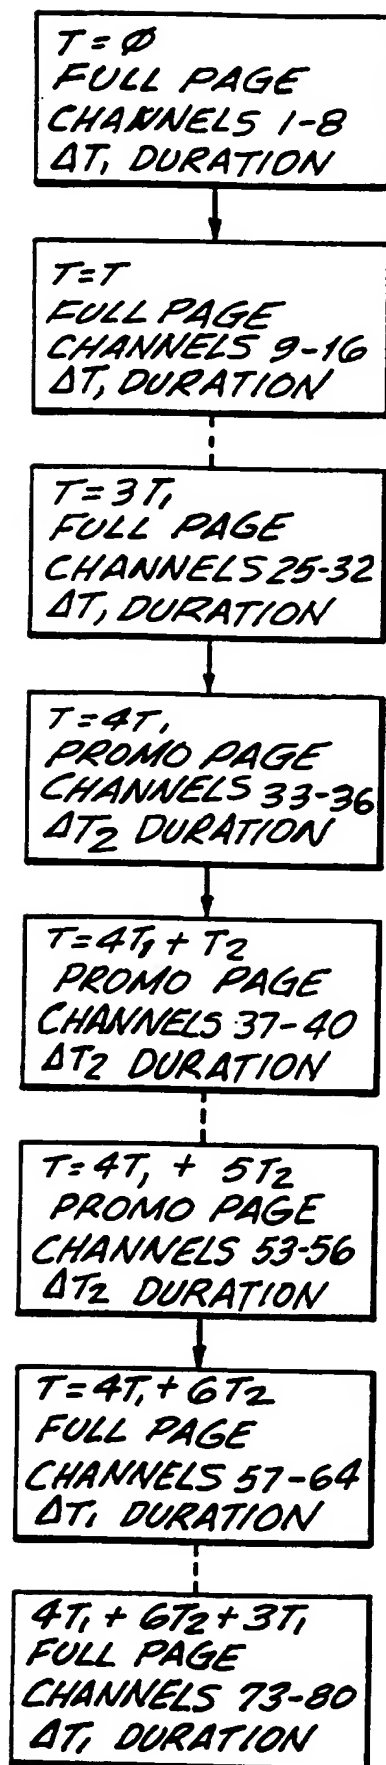 T=Ø
FULL PAGE
CHANNELS 1-8
ΔT₁ DURATION
T=T
FULL PAGE
CHANNELS 9-16
ΔT₁ DURATION
T=3T₁
FULL PAGE
CHANNELS 25-32
ΔT₁ DURATION
T=4T₁
PROMO PAGE
CHANNELS 33-36
ΔT₂ DURATION
T=4T₁ + T₂
PROMO PAGE
CHANNELS 37-40
ΔT₂ DURATION
T=4T₁ + 5T₂
PROMO PAGE
CHANNELS 53-56
ΔT₂ DURATION
T=4T₁ + 6T₂
FULL PAGE
CHANNELS 57-64
ΔT₁ DURATION
4T₁ + 6T₂ + 3T₁
FULL PAGE
CHANNELS 73-80
ΔT₁ DURATION